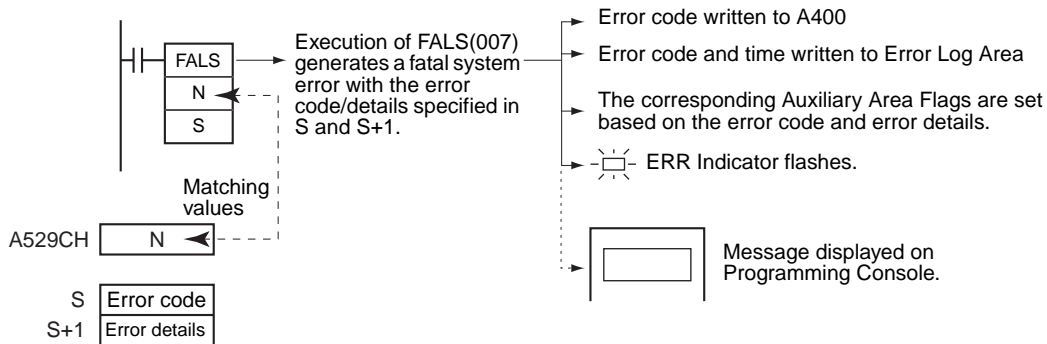 FALS
N
S
Execution of FALS(007)
generates a fatal system
error with the error
code/details specified in
S and S+1.
Error code written to A400
Error code and time written to Error Log Area
The corresponding Auxiliary Area Flags are set
based on the error code and error details.
ERR Indicator flashes.
Message displayed on
Programming Console.
Matching
values
A529CH N
S Error code
S+1 Error details